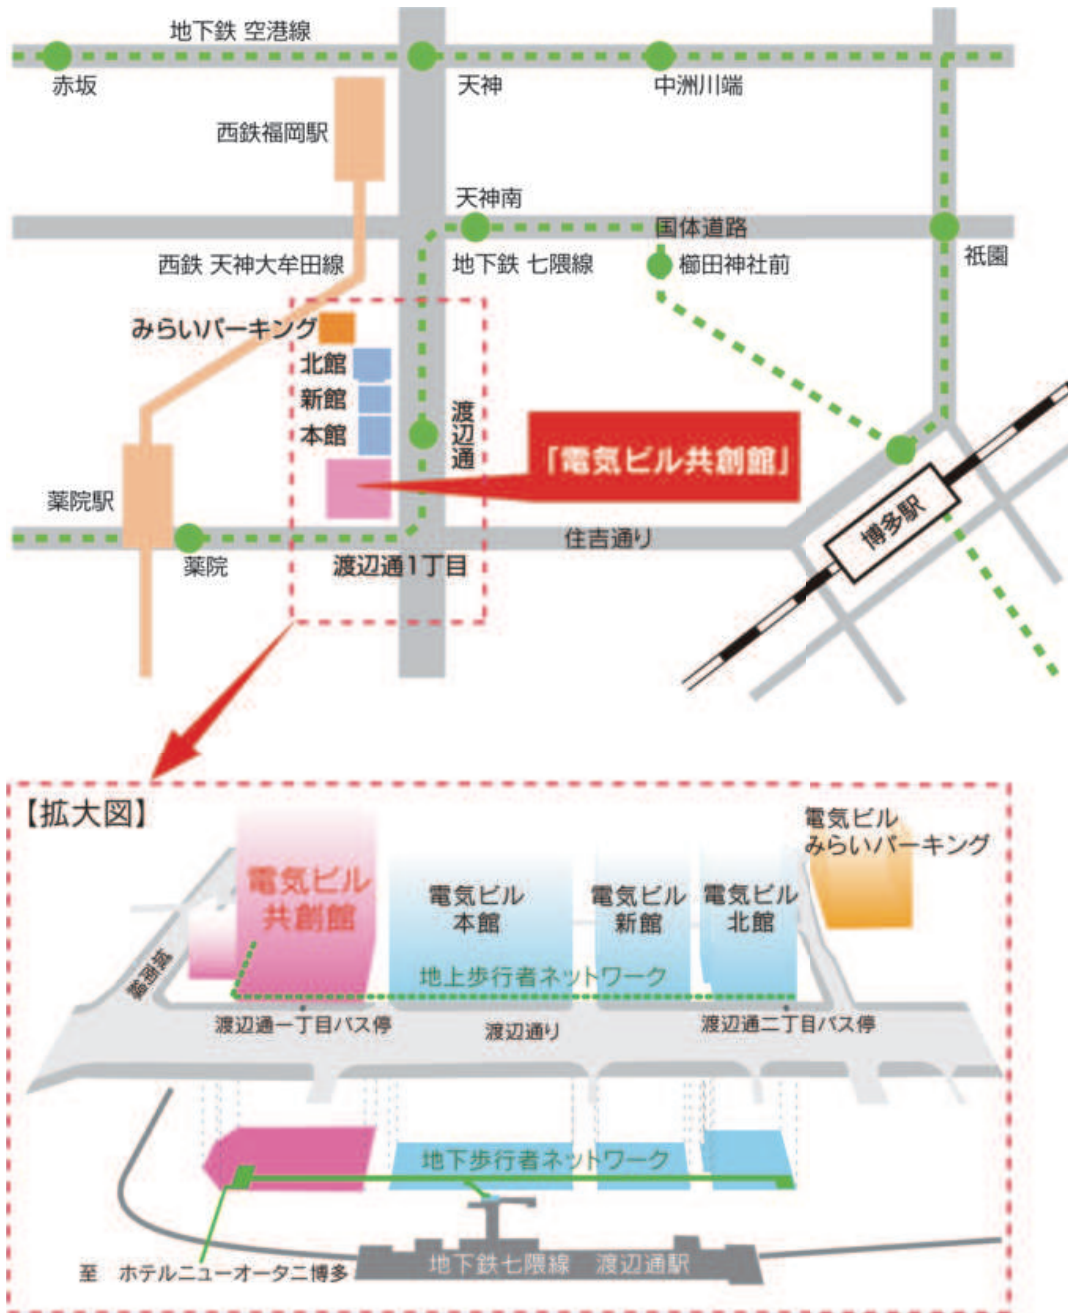 地下鉄 空港線
赤坂
天神
中洲川端
西鉄福岡駅
天神南
国体道路
西鉄 天神大牟田線
地下鉄 七隈線
櫛田神社前
祇園
みらいパーキング
北館
新館
本館
渡辺通
「電気ビル共創館」
薬院駅
薬院
渡辺通1丁目
住吉通り
博多駅
【拡大図】
電気ビル
みらいパーキング
電気ビル
共創館
電気ビル
本館
電気ビル
新館
電気ビル
北館
城南線
地上歩行者ネットワーク
渡辺通一丁目バス停
渡辺通り
渡辺通二丁目バス停
地下歩行者ネットワーク
地下鉄七隈線 渡辺通駅
至 ホテルニューオータニ博多